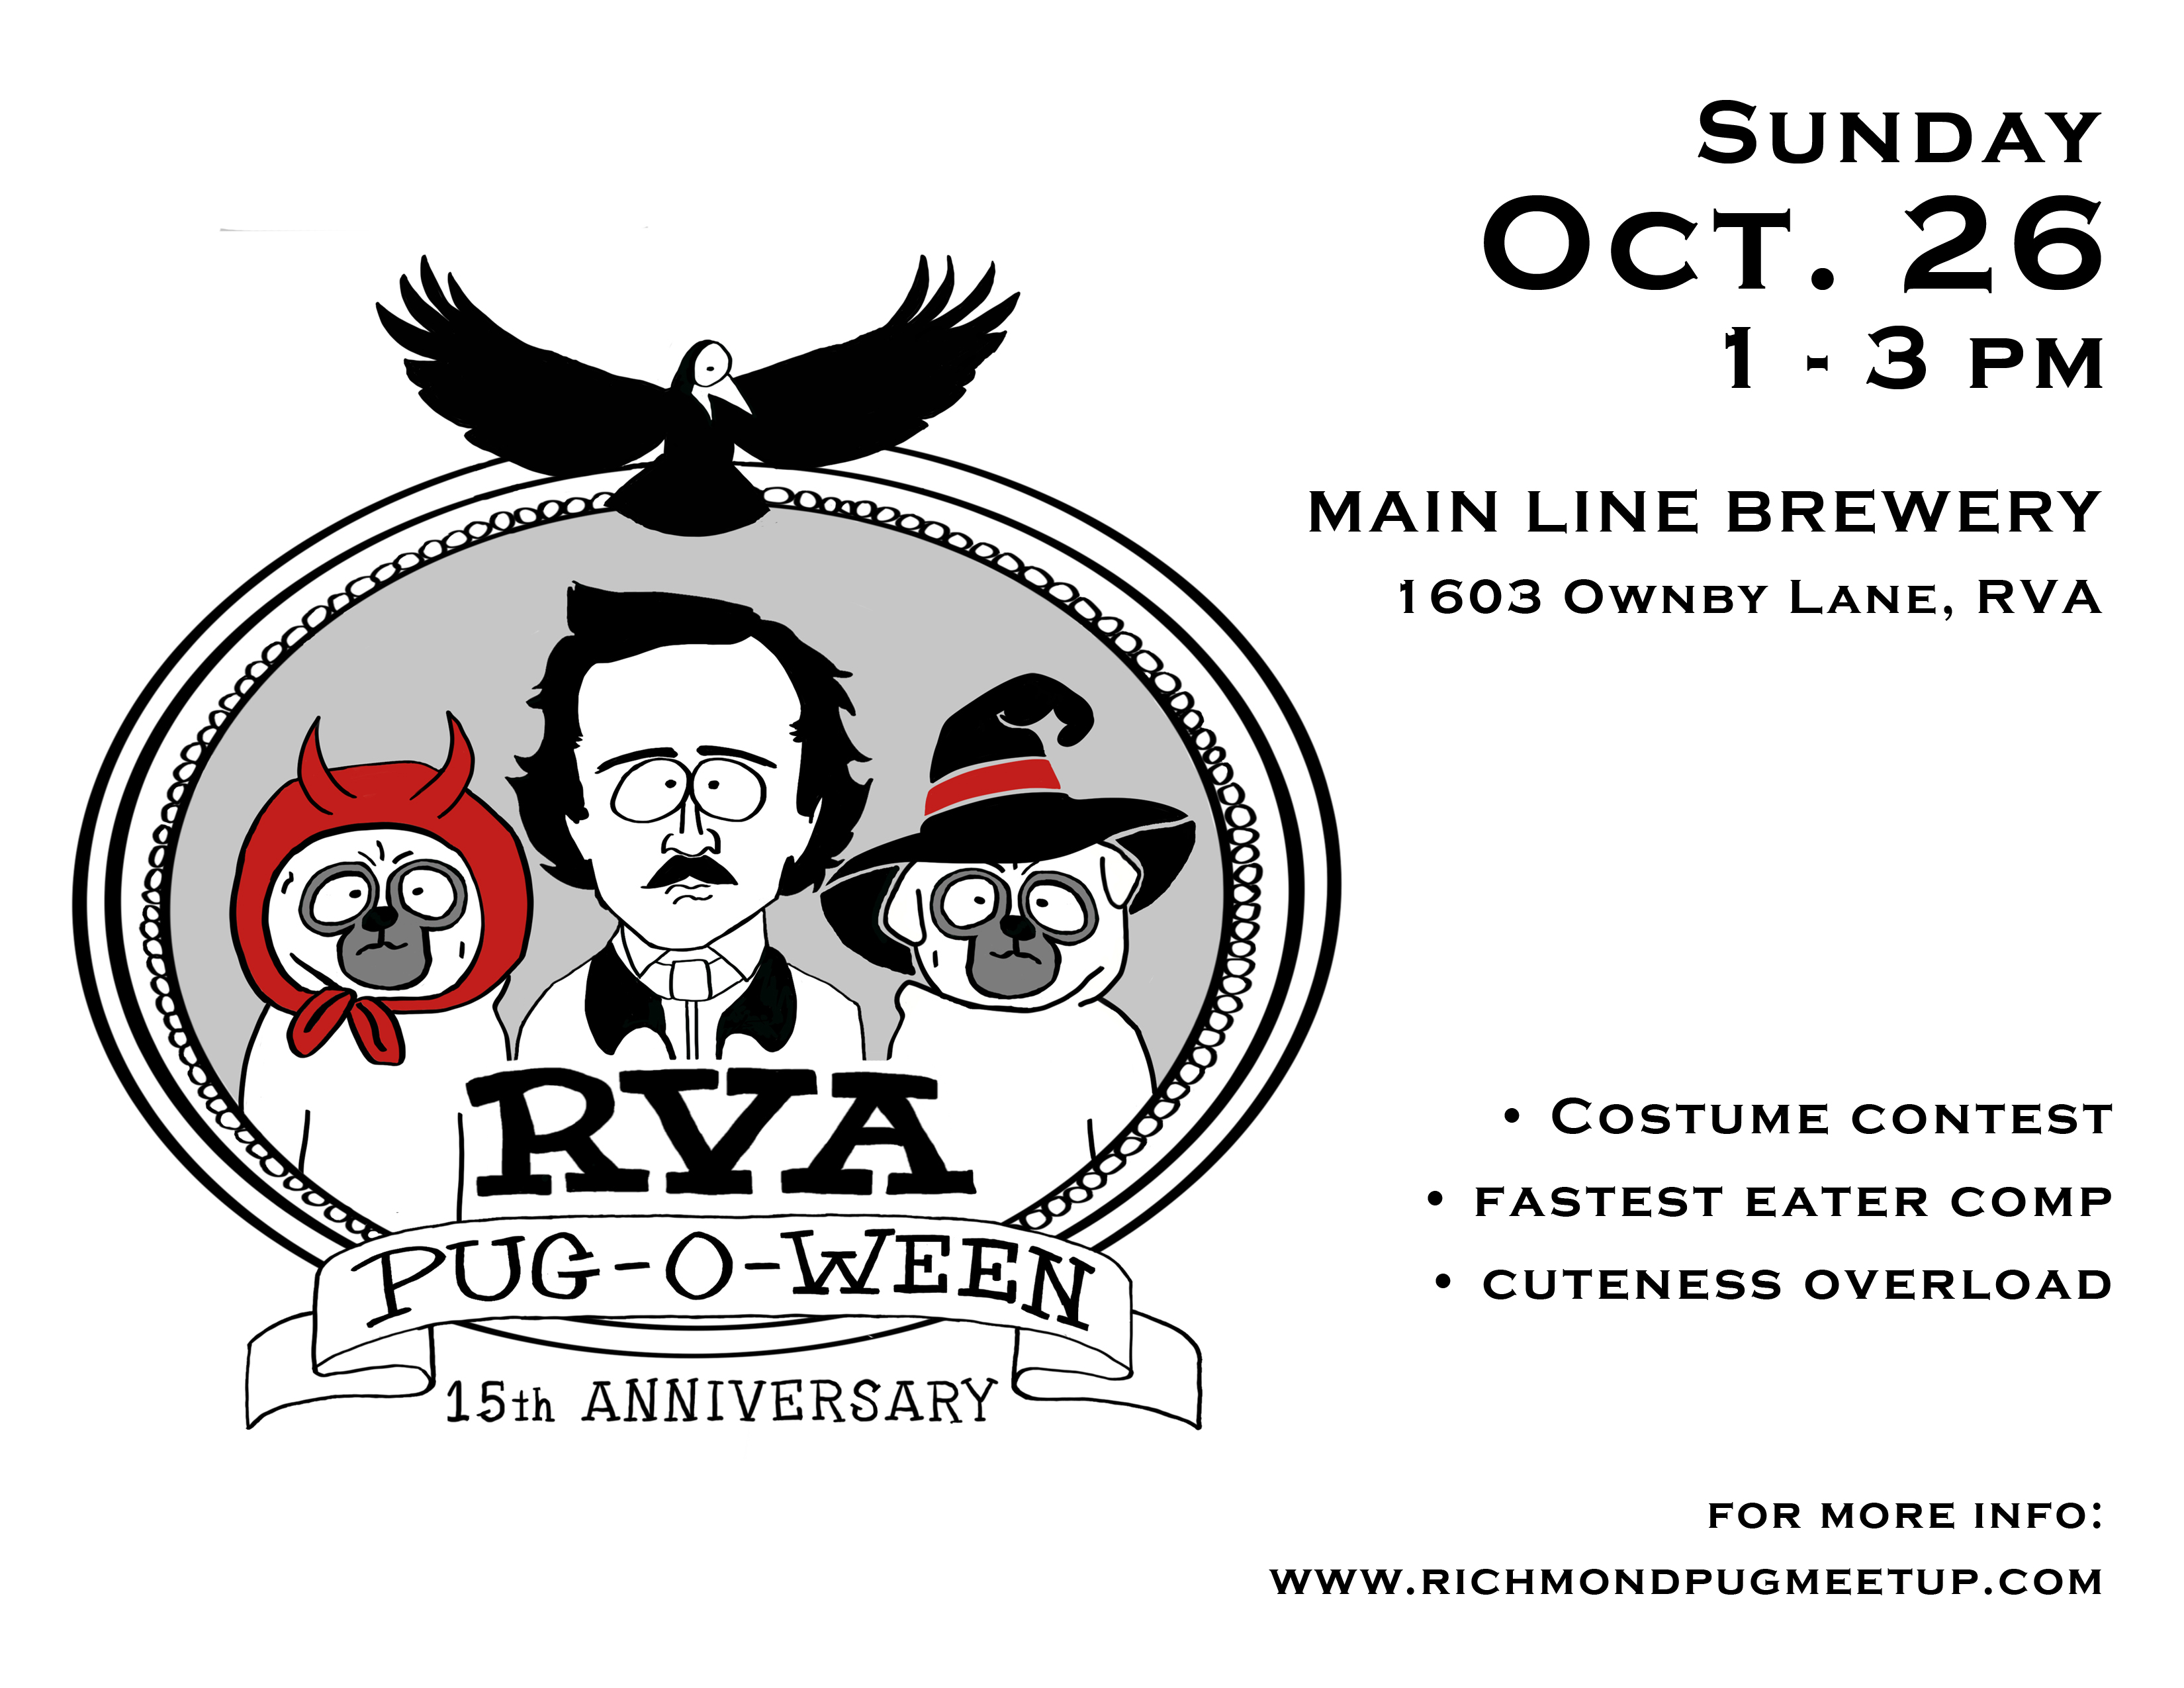 Sunday
Oct. 26
1 - 3 pm
MAIN LINE BREWERY
1603 Ownby Lane, RVA
RVA
PUG-O-WEEN
15th ANNIVERSARY
• Costume contest
• fastest eater comp
• cuteness overload
for more info:
www.richmondpugmeetup.com